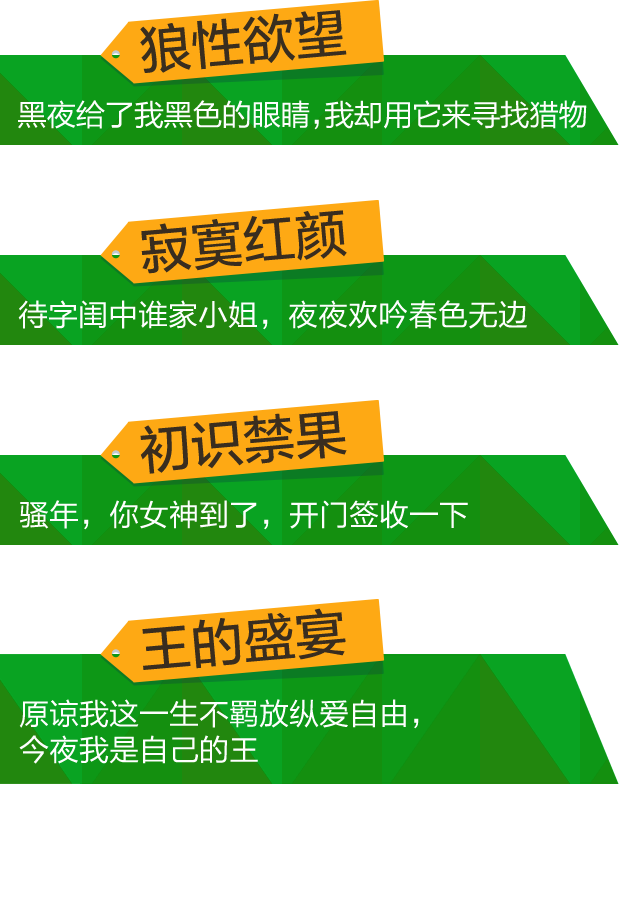 狼性欲望
黑夜给了我黑色的眼睛,我却用它来寻找猎物
寂寞红颜
待字闺中谁家小姐，夜夜欢吟春色无边
初识禁果
骚年，你女神到了，开门签收一下
王的盛宴
原谅我这一生不羁放纵爱自由，
今夜我是自己的王